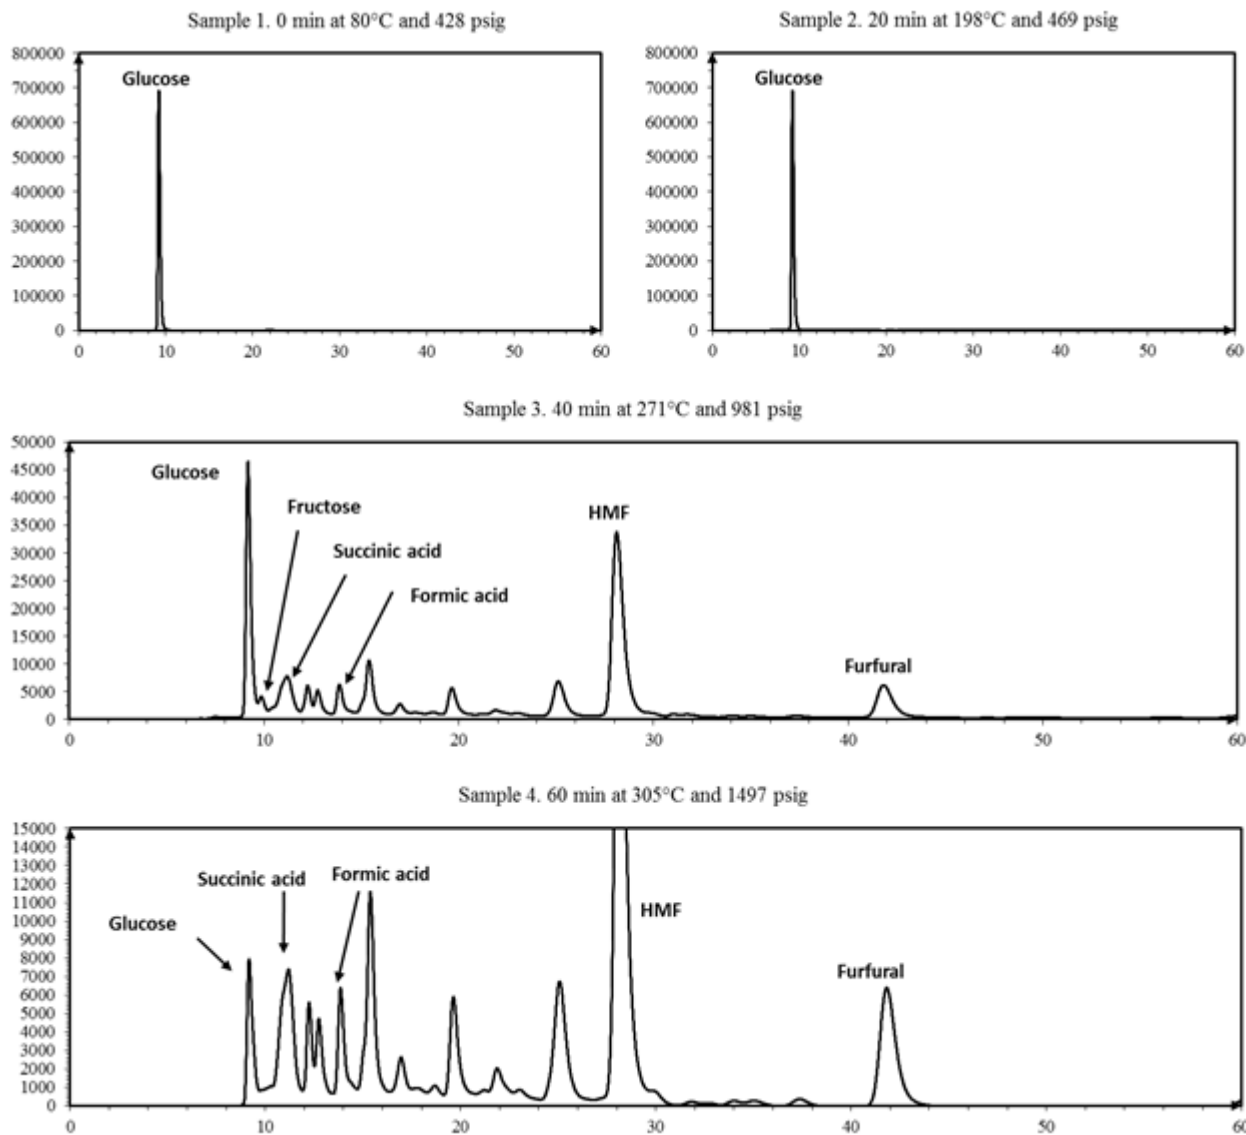 Sample 1. 0 min at 80°C and 428 psig
800000
700000
600000
500000
400000
300000
200000
100000
0
Glucose
0 10 20 30 40 50 60
Sample 2. 20 min at 198°C and 469 psig
800000
700000
600000
500000
400000
300000
200000
100000
0
Glucose
0 10 20 30 40 50 60
Sample 3. 40 min at 271°C and 981 psig
50000
45000
40000
35000
30000
25000
20000
15000
10000
5000
0
Glucose
Fructose
Succinic acid
Formic acid
HMF
Furfural
0 10 20 30 40 50 60
Sample 4. 60 min at 305°C and 1497 psig
15000
14000
13000
12000
11000
10000
9000
8000
7000
6000
5000
4000
3000
2000
1000
0
Glucose
Succinic acid
Formic acid
HMF
Furfural
0 10 20 30 40 50 60